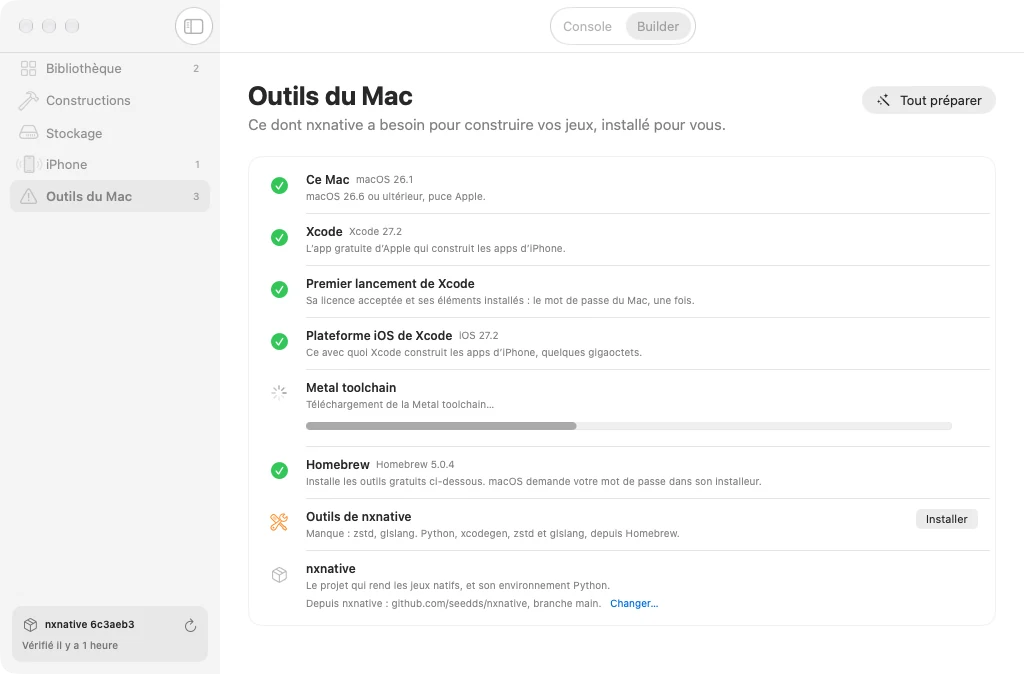 Console
Builder
Bibliothèque
2
Constructions
Stockage
iPhone
1
Outils du Mac
3
Outils du Mac
Tout préparer
Ce dont nxnative a besoin pour construire vos jeux, installé pour vous.
Ce Mac macOS 26.1
macOS 26.6 ou ultérieur, puce Apple.
Xcode Xcode 27.2
L'app gratuite d'Apple qui construit les apps d'iPhone.
Premier lancement de Xcode
Sa licence acceptée et ses éléments installés : le mot de passe du Mac, une fois.
Plateforme iOS de Xcode iOS 27.2
Ce avec quoi Xcode construit les apps d'iPhone, quelques gigaoctets.
Metal toolchain
Téléchargement de la Metal toolchain…
Homebrew Homebrew 5.0.4
Installe les outils gratuits ci-dessous. macOS demande votre mot de passe dans son installeur.
Outils de nxnative
Installer
Manque : zstd, glslang. Python, xcodegen, zstd et glslang, depuis Homebrew.
nxnative
Le projet qui rend les jeux natifs, et son environnement Python.
Depuis nxnative : github.com/seedds/nxnative, branche main. Changer…
nxnative 6c3aeb3
Vérifié il y a 1 heure